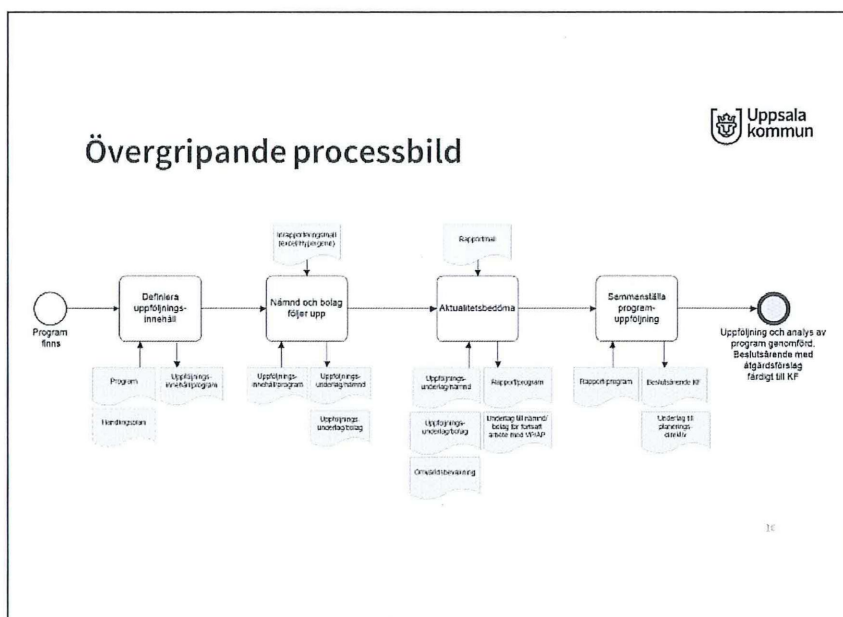 Uppsala
kommun
Övergripande processbild
Inrapporteringsmall
(excel/Hypergene)
Rapportmall
Definiera
uppföljnings-
innehåll
Nämnd och bolag
följer upp
Aktualitetsbedöma
Sammanställa
program-
uppföljning
Program
finns
Uppföljning och analys av
program genomförd.
Beslutsärende med
åtgärdsförslag
färdigt till KF
Program
Handlingsplan
Uppföljnings-
innehåll/program
Uppföljnings-
innehåll/program
Uppföljnings-
underlag/nämnd
Uppföljnings-
underlag/bolag
Uppföljnings-
underlag/nämnd
Uppföljnings-
underlag/bolag
Omvärldsbevakning
Rapport/program
Underlag till nämnd/
bolag för fortsatt
arbete med VP/AP
Rapport/program
Beslutsärende KF
Underlag till
planerings-
direktiv